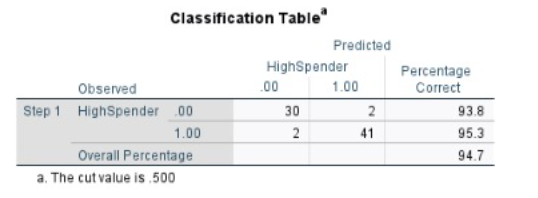 Classification Tableª
Predicted
HighSpender Percentage
Observed .00 1.00 Correct
Step 1 HighSpender .00 30 2 93.8
1.00 2 41 95.3
Overall Percentage 94.7
a. The cut value is .500